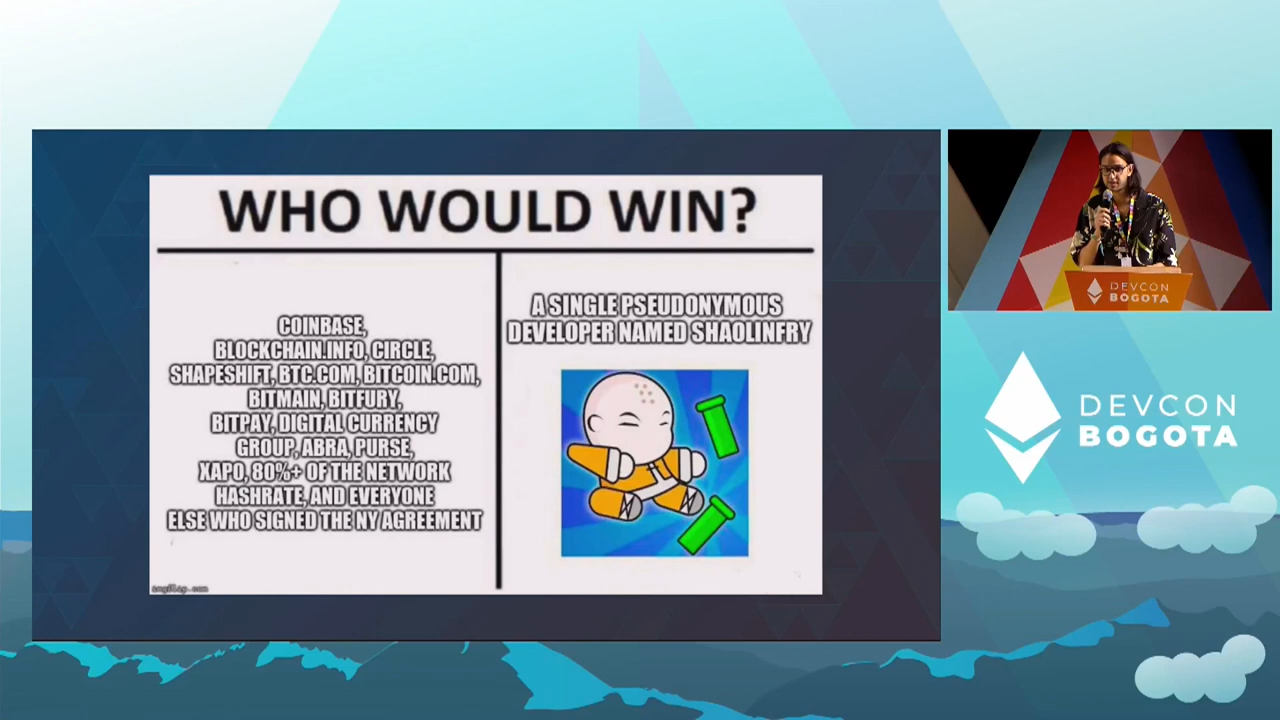 WHO WOULD WIN?
COINBASE,
BLOCKCHAIN.INFO, CIRCLE,
SHAPESHIFT, BTC.COM, BITCOIN.COM,
BITMAIN, BITFURY,
BITPAY, DIGITAL CURRENCY
GROUP, ABRA, PURSE,
XAPO, 80%+ OF THE NETWORK
HASHRATE, AND EVERYONE
ELSE WHO SIGNED THE NY AGREEMENT
A SINGLE PSEUDONYMOUS
DEVELOPER NAMED SHAOLINFRY
imgflip.com
DEVCON
BOGOTA
DEVCON
BOGOTA